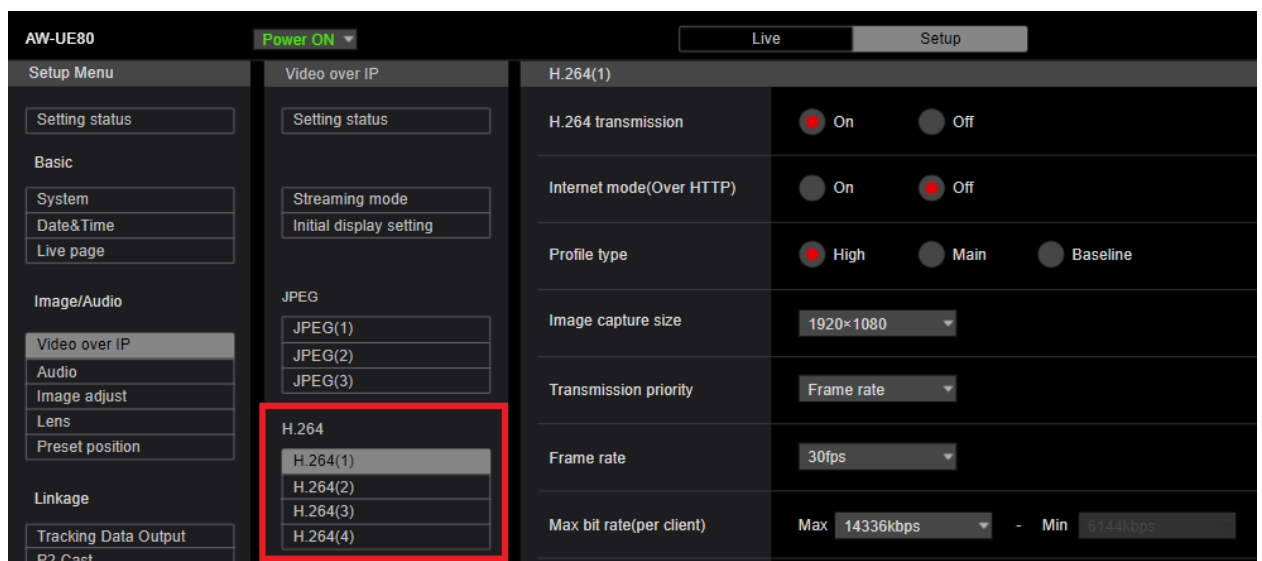 AW-UE80
Power ON
Live
Setup
Setup Menu
Setting status
Basic
System
Date&Time
Live page
Image/Audio
Video over IP
Audio
Image adjust
Lens
Preset position
Linkage
Tracking Data Output
P2 Cast
Video over IP
Setting status
Streaming mode
Initial display setting
JPEG
JPEG(1)
JPEG(2)
JPEG(3)
H.264
H.264(1)
H.264(2)
H.264(3)
H.264(4)
H.264(1)
H.264 transmission On Off
Internet mode(Over HTTP) On Off
Profile type High Main Baseline
Image capture size 1920×1080
Transmission priority Frame rate
Frame rate 30fps
Max bit rate(per client) Max 14336kbps - Min 6144kbps